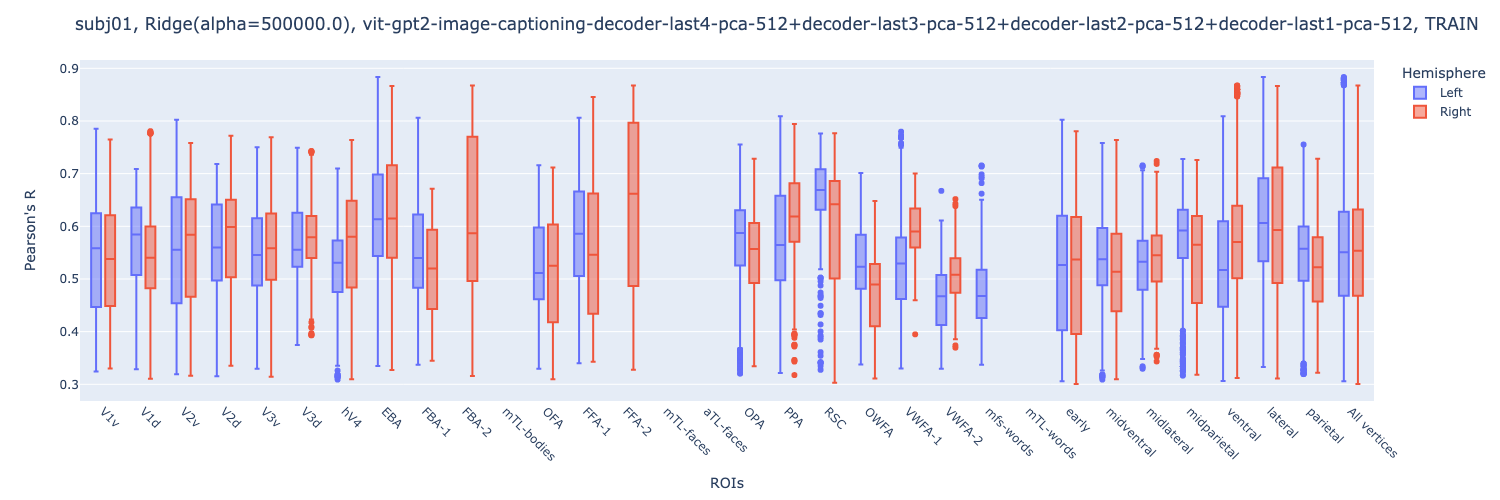 subj01, Ridge(alpha=500000.0), vit-gpt2-image-captioning-decoder-last4-pca-512+decoder-last3-pca-512+decoder-last2-pca-512+decoder-last1-pca-512, TRAIN
Hemisphere
Left
Right
Pearson's R
0.9
0.8
0.7
0.6
0.5
0.4
0.3
V1v
V1d
V2v
V2d
V3v
V3d
hV4
EBA
FBA-1
FBA-2
mTL-bodies
OFA
FFA-1
FFA-2
mTL-faces
aTL-faces
OPA
PPA
RSC
OWFA
VWFA-1
VWFA-2
mfs-words
mTL-words
early
midventral
midlateral
midparietal
ventral
lateral
parietal
All vertices
ROIs